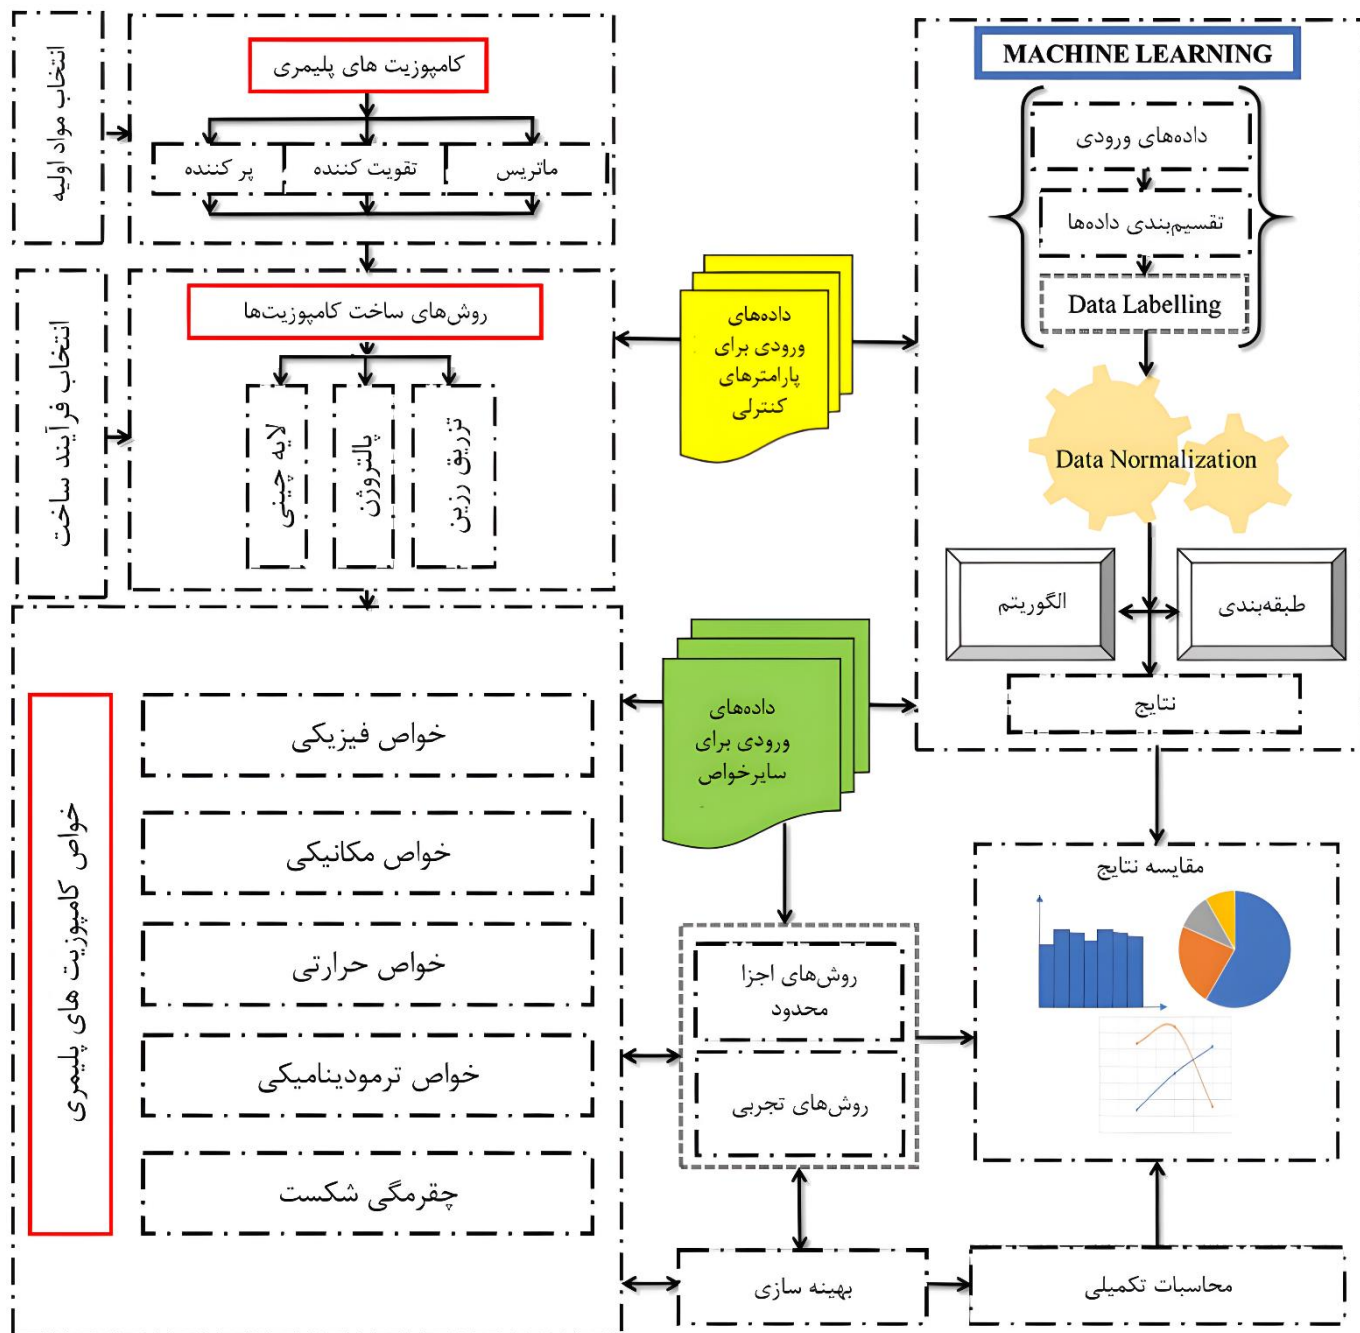 انتخاب مواد اولیه
کامپوزیت های پلیمری
ماتریس
تقویت کننده
پر کننده
انتخاب فرآیند ساخت
روش‌های ساخت کامپوزیت‌ها
تزریق رزین
پالتروژن
لایه چینی
خواص کامپوزیت های پلیمری
خواص فیزیکی
خواص مکانیکی
خواص حرارتی
خواص ترمودینامیکی
چقرمگی شکست
داده‌های
ورودی برای
پارامترهای
کنترلی
داده‌های
ورودی برای
سایرخواص
روش‌های اجزا
محدود
روش‌های تجربی
بهینه سازی
محاسبات تکمیلی
MACHINE LEARNING
داده‌های ورودی
تقسیم‌بندی داده‌ها
Data Labelling
Data Normalization
طبقه‌بندی
الگوریتم
نتایج
مقایسه نتایج